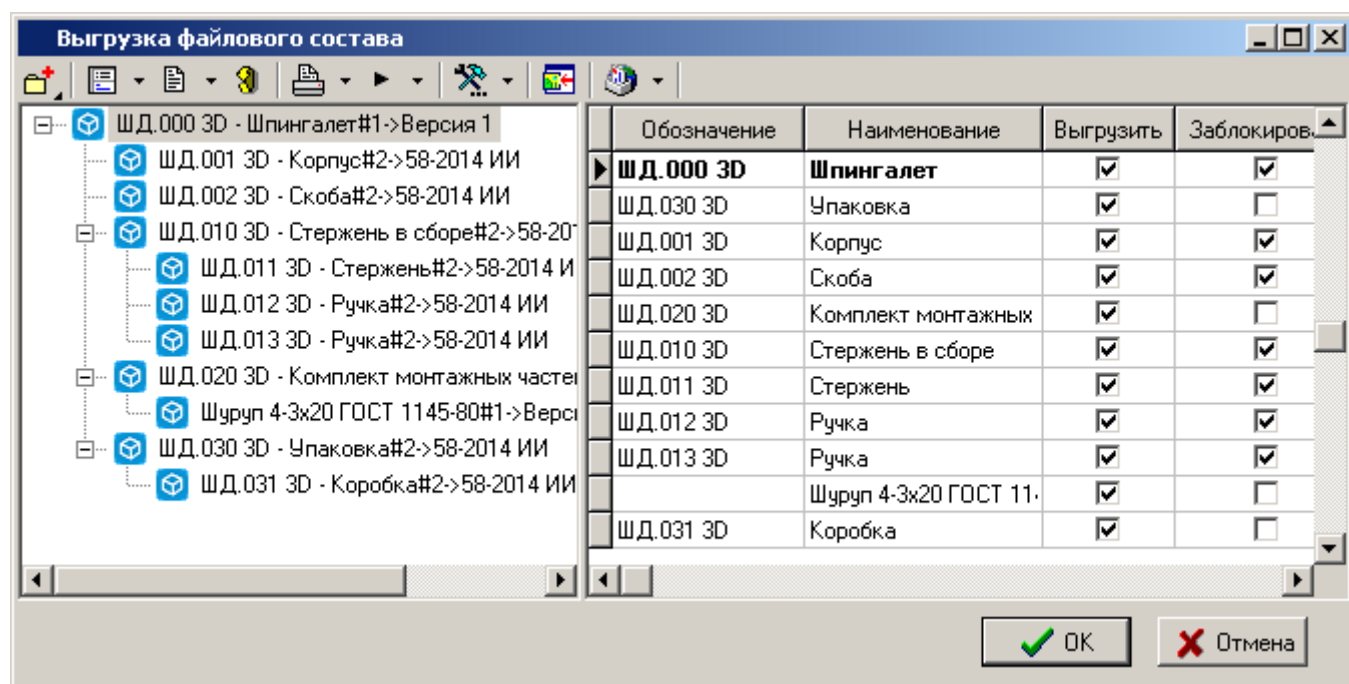 Выгрузка файлового состава
ШД.000 3D - Шпингалет#1->Версия 1
ШД.001 3D - Корпус#2->58-2014 ИИ
ШД.002 3D - Скоба#2->58-2014 ИИ
ШД.010 3D - Стержень в сборе#2->58-20
ШД.011 3D - Стержень#2->58-2014 И
ШД.012 3D - Ручка#2->58-2014 ИИ
ШД.013 3D - Ручка#2->58-2014 ИИ
ШД.020 3D - Комплект монтажных часте
Шуруп 4-3х20 ГОСТ 1145-80#1->Верс
ШД.030 3D - Упаковка#2->58-2014 ИИ
ШД.031 3D - Коробка#2->58-2014 ИИ
Обозначение Наименование Выгрузить Заблокиров
ШД.000 3D Шпингалет
ШД.030 3D Упаковка
ШД.001 3D Корпус
ШД.002 3D Скоба
ШД.020 3D Комплект монтажных
ШД.010 3D Стержень в сборе
ШД.011 3D Стержень
ШД.012 3D Ручка
ШД.013 3D Ручка
Шуруп 4-3х20 ГОСТ 11
ШД.031 3D Коробка
OK Отмена